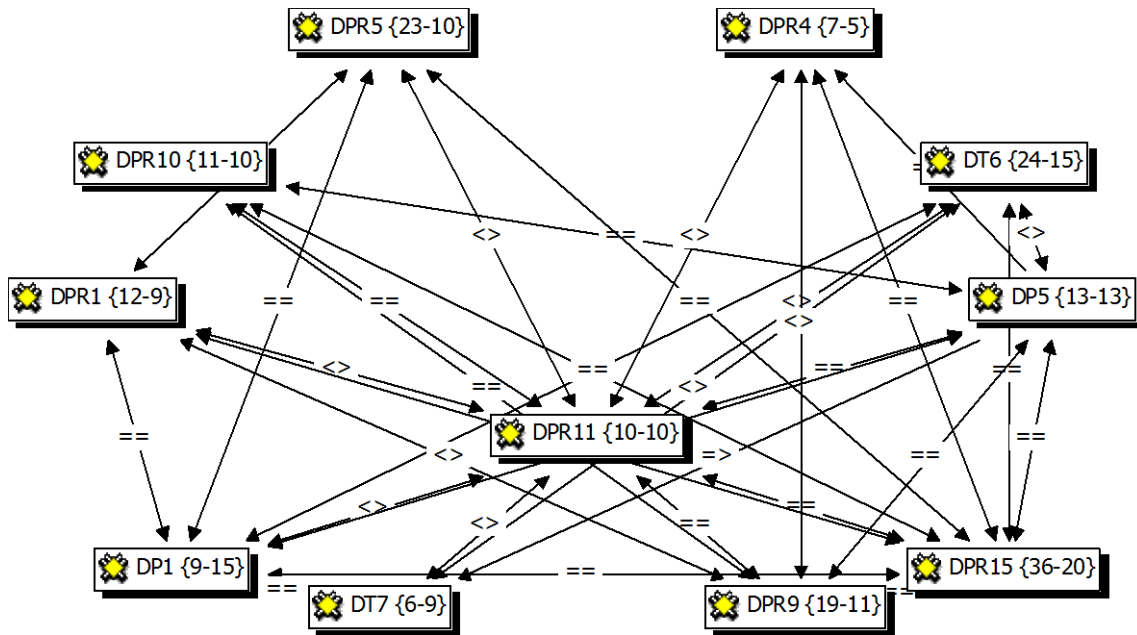 DPR5 {23-10}
DPR4 {7-5}
DPR10 {11-10}
DT6 {24-15}
<>
==
<>
<>
DPR1 {12-9}
==
==
==
<>
==
DP5 {13-13}
<>
<>
==
==
==
==
<>
==
DPR11 {10-10}
==
<>
=>
==
<>
==
<>
==
DP1 {9-15}
==
DPR15 {36-20}
==
DT7 {6-9}
DPR9 {19-11}
==